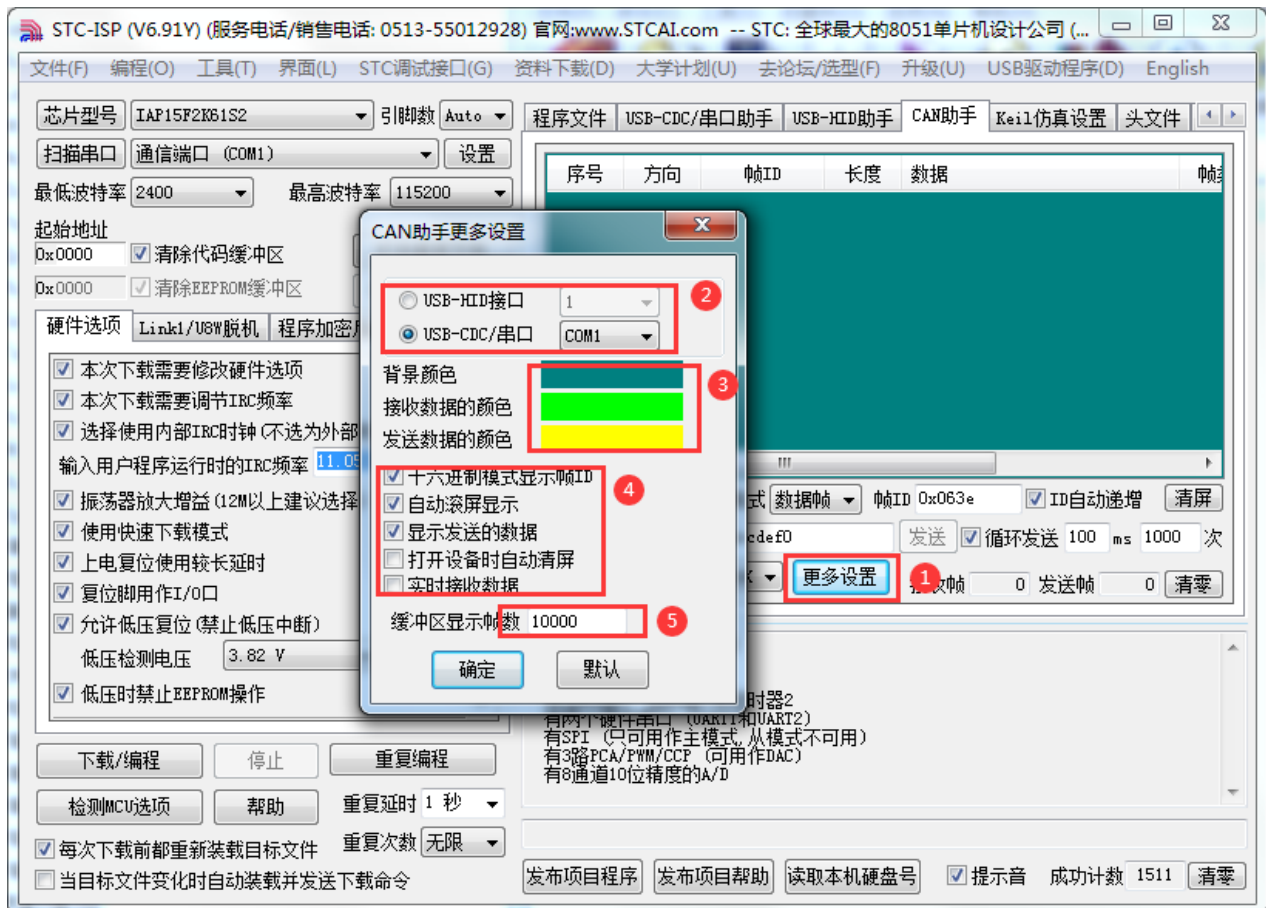 STC-ISP (V6.91Y) (服务电话/销售电话: 0513-55012928) 官网:www.STCAI.com -- STC: 全球最大的8051单片机设计公司 (...
文件(F) 编程(O) 工具(T) 界面(L) STC调试接口(G) 资料下载(D) 大学计划(U) 去论坛/选型(F) 升级(U) USB驱动程序(D) English
芯片型号 IAP15F2K61S2 引脚数 Auto
扫描串口 通信端口 (COM1) 设置
最低波特率 2400 最高波特率 115200
起始地址
0x0000 清除代码缓冲区
0x0000 清除EEPROM缓冲区
硬件选项 Link1/U8W脱机 程序加密
本次下载需要修改硬件选项
本次下载需要调节IRC频率
选择使用内部IRC时钟(不选为外部
输入用户程序运行时的IRC频率 11.05
振荡器放大增益(12M以上建议选择
使用快速下载模式
上电复位使用较长延时
复位脚用作I/O口
允许低压复位(禁止低压中断)
低压检测电压 3.82 V
低压时禁止EEPROM操作
下载/编程 停止 重复编程
检测MCU选项 帮助 重复延时 1 秒
每次下载前都重新装载目标文件 重复次数 无限
当目标文件变化时自动装载并发送下载命令
CAN助手更多设置
USB-HID接口 1 2
USB-CDC/串口 COM1
背景颜色
接收数据的颜色 3
发送数据的颜色
十六进制模式显示帧ID
自动滚屏显示 4
显示发送的数据
打开设备时自动清屏
实时接收数据
缓冲区显示帧数 10000 5
确定 默认
程序文件 USB-CDC/串口助手 USB-HID助手 CAN助手 Keil仿真设置 头文件
序号 方向 帧ID 长度 数据 帧
式 数据帧 帧ID 0x063e ID自动递增 清屏
cdef0 发送 循环发送 100 ms 1000 次
更多设置 1 收帧 0 发送帧 0 清零
时器2
有两个硬件串口 (UART1和UART2)
有SPI (只可用作主模式,从模式不可用)
有3路PCA/PWM/CCP (可用作DAC)
有8通道10位精度的A/D
发布项目程序 发布项目帮助 读取本机硬盘号 提示音 成功计数 1511 清零